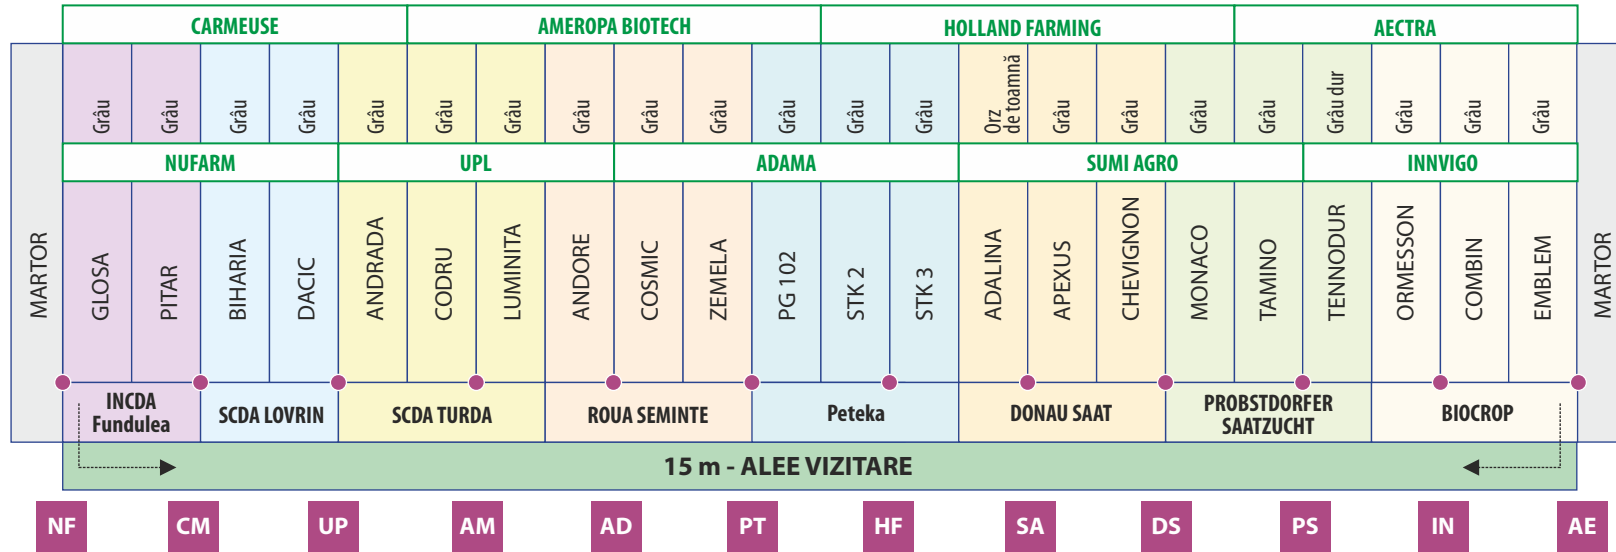 CARMEUSE AMEROPA BIOTECH HOLLAND FARMING AECTRA
Grâu Grâu Grâu Grâu Grâu Grâu Grâu Grâu Grâu Grâu Grâu Grâu Grâu Orz de toamnă Grâu Grâu Grâu Grâu Grâu dur Grâu Grâu Grâu
NUFARM UPL ADAMA SUMI AGRO INNVIGO
MARTOR GLOSA PITAR BIHARIA DACIC ANDRADA CODRU LUMINITA ANDORE COSMIC ZEMELA PG 102 STK 2 STK 3 ADALINA APEXUS CHEVIGNON MONACO TAMINO TENNODUR ORMESSON COMBIN EMBLEM MARTOR
INCDA Fundulea SCDA LOVRIN SCDA TURDA ROUA SEMINTE Peteka DONAU SAAT PROBSTDORFER SAATZUCHT BIOCROP
15 m - ALEE VIZITARE
NF CM UP AM AD PT HF SA DS PS IN AE